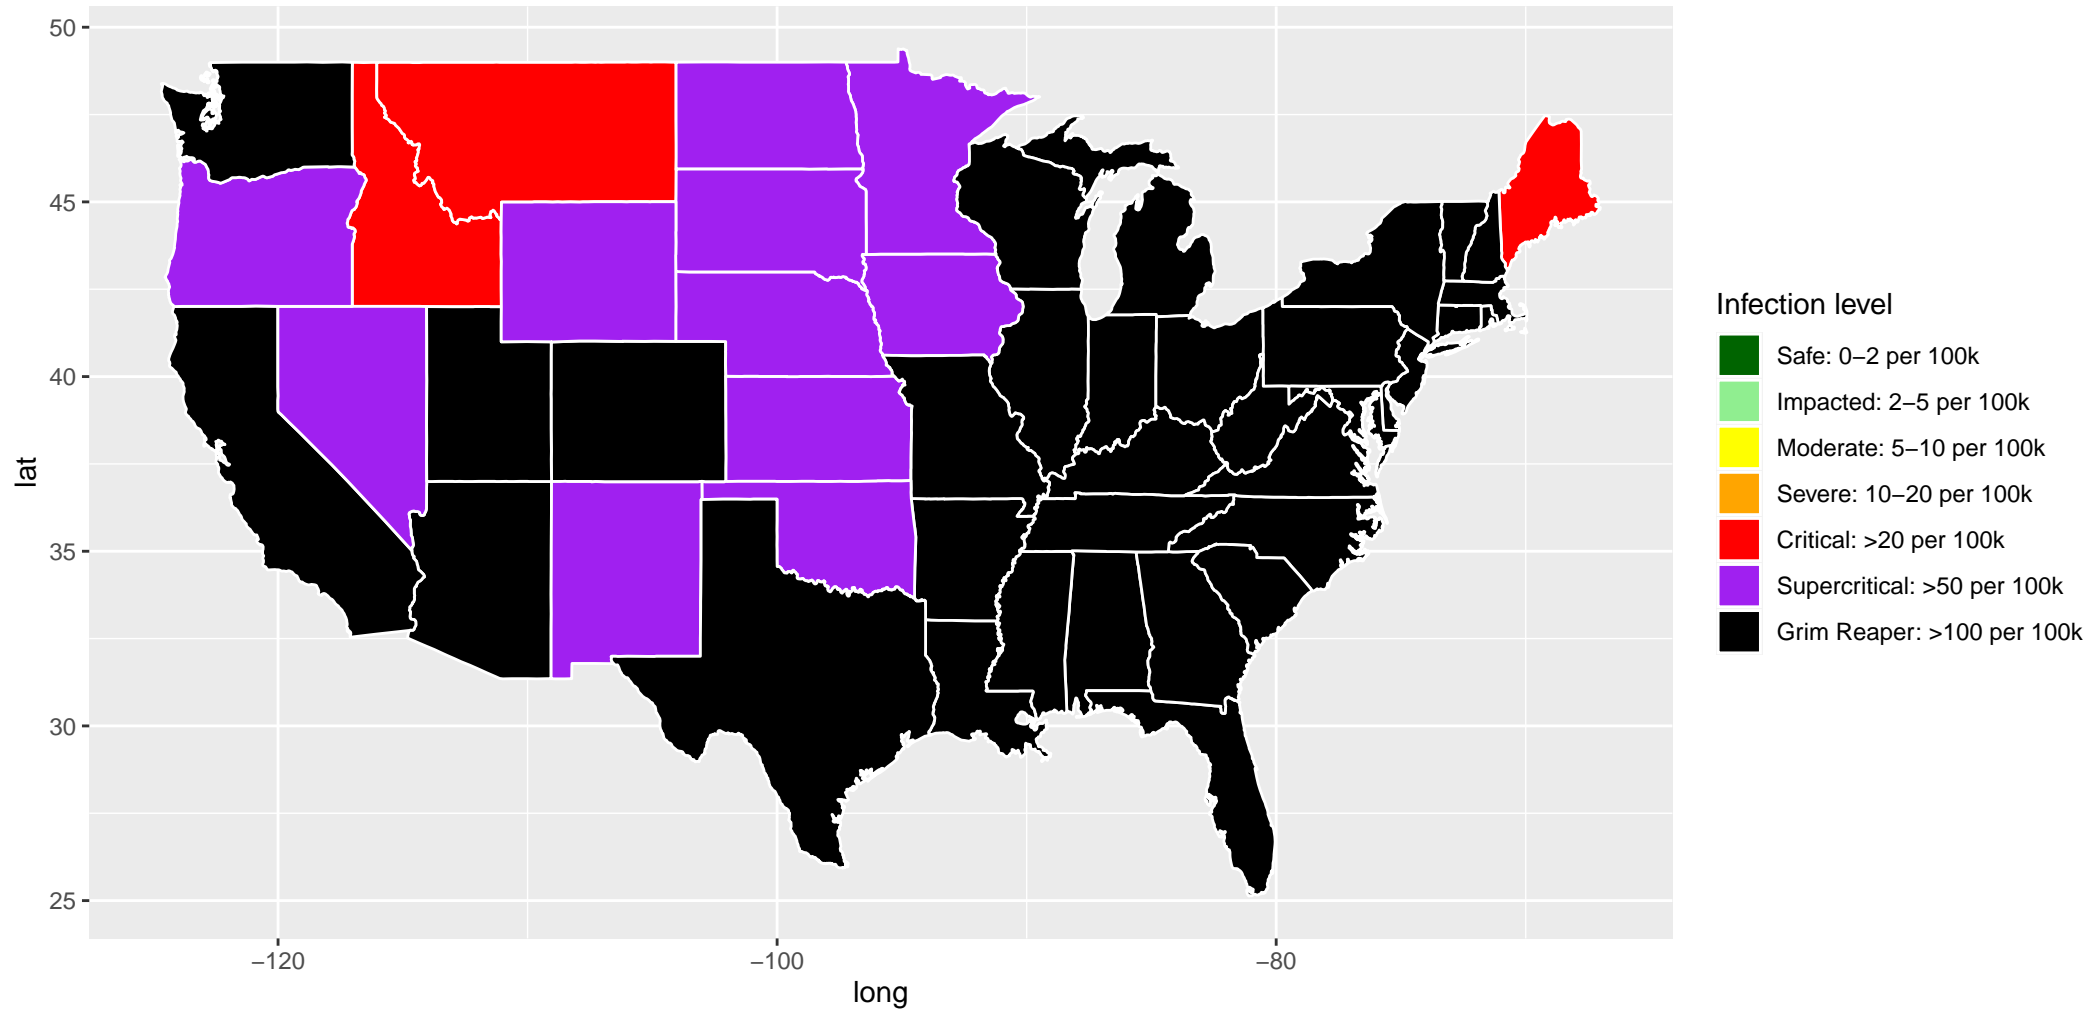 50
45
40
35
30
25
lat
−120
−100
−80
long
Infection level
Safe: 0−2 per 100k
Impacted: 2−5 per 100k
Moderate: 5−10 per 100k
Severe: 10−20 per 100k
Critical: >20 per 100k
Supercritical: >50 per 100k
Grim Reaper: >100 per 100k